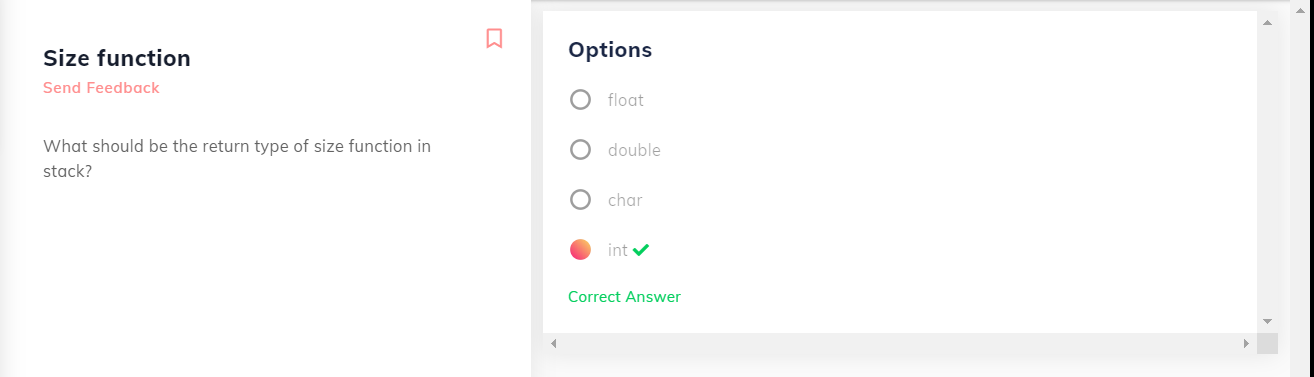 Size function
Send Feedback
What should be the return type of size function in
stack?
Options
float
double
char
int
Correct Answer